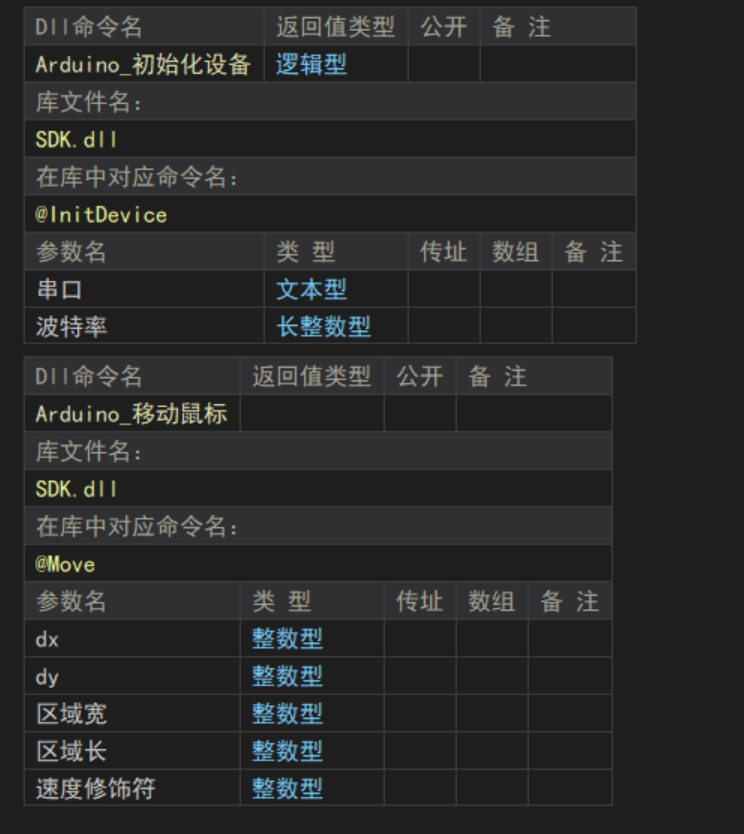 Dll命令名 返回值类型 公开 备 注
Arduino_初始化设备 逻辑型
库文件名:
SDK.dll
在库中对应命令名:
@InitDevice
参数名 类 型 传址 数组 备 注
串口 文本型
波特率 长整数型
Dll命令名 返回值类型 公开 备 注
Arduino_移动鼠标
库文件名:
SDK.dll
在库中对应命令名:
@Move
参数名 类 型 传址 数组 备 注
dx 整数型
dy 整数型
区域宽 整数型
区域长 整数型
速度修饰符 整数型